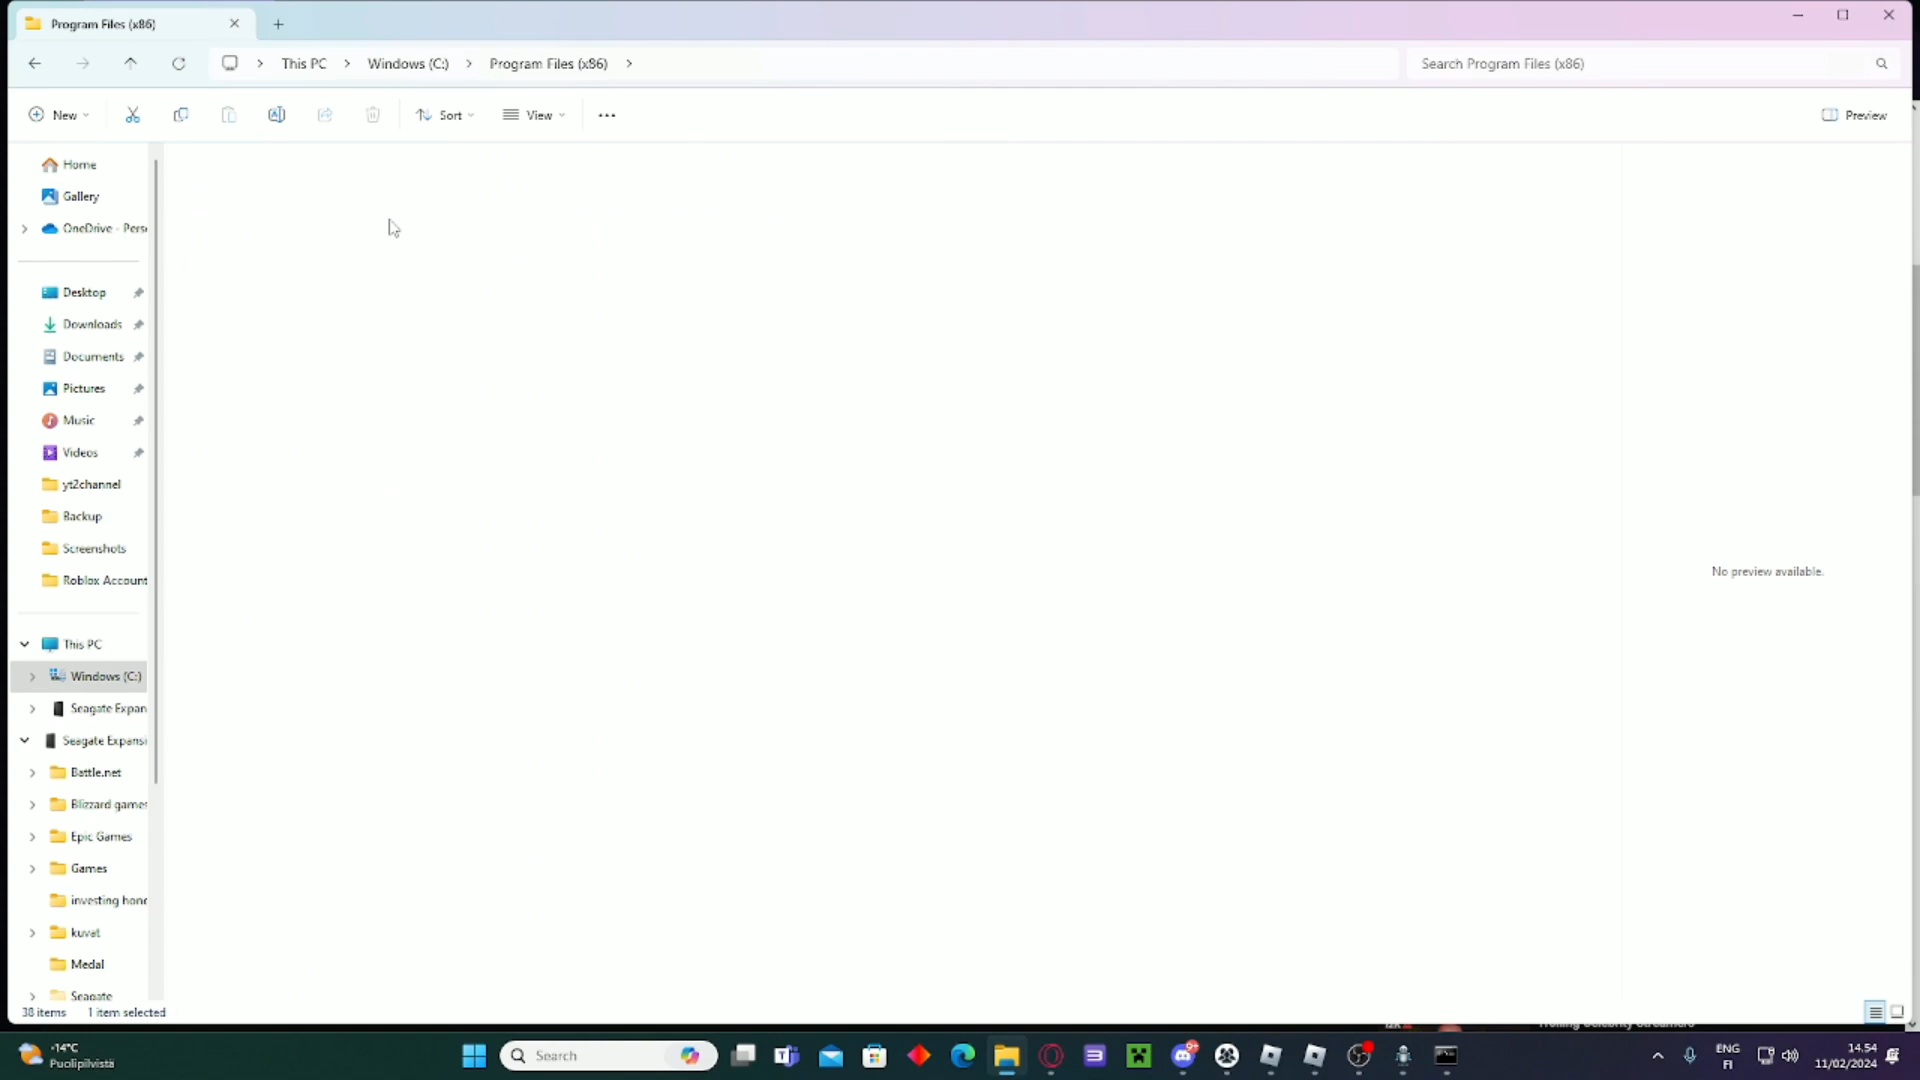 Program Files (x86)
This PC
Windows (C:)
Program Files (x86)
Search Program Files (x86)
New
Sort
View
Preview
Home
Gallery
OneDrive - Pers
Desktop
Downloads
Documents
Pictures
Music
Videos
yt2channel
Backup
Screenshots
Roblox Account
This PC
Windows (C:)
Seagate Expan
Seagate Expansi
Battle.net
Blizzard games
Epic Games
Games
investing hone
kuvat
Medal
Seagate
No preview available.
38 items 1 item selected
-14°C
Puolipilvistä
Search
9+
ENG
FI
14.54
11/02/2024